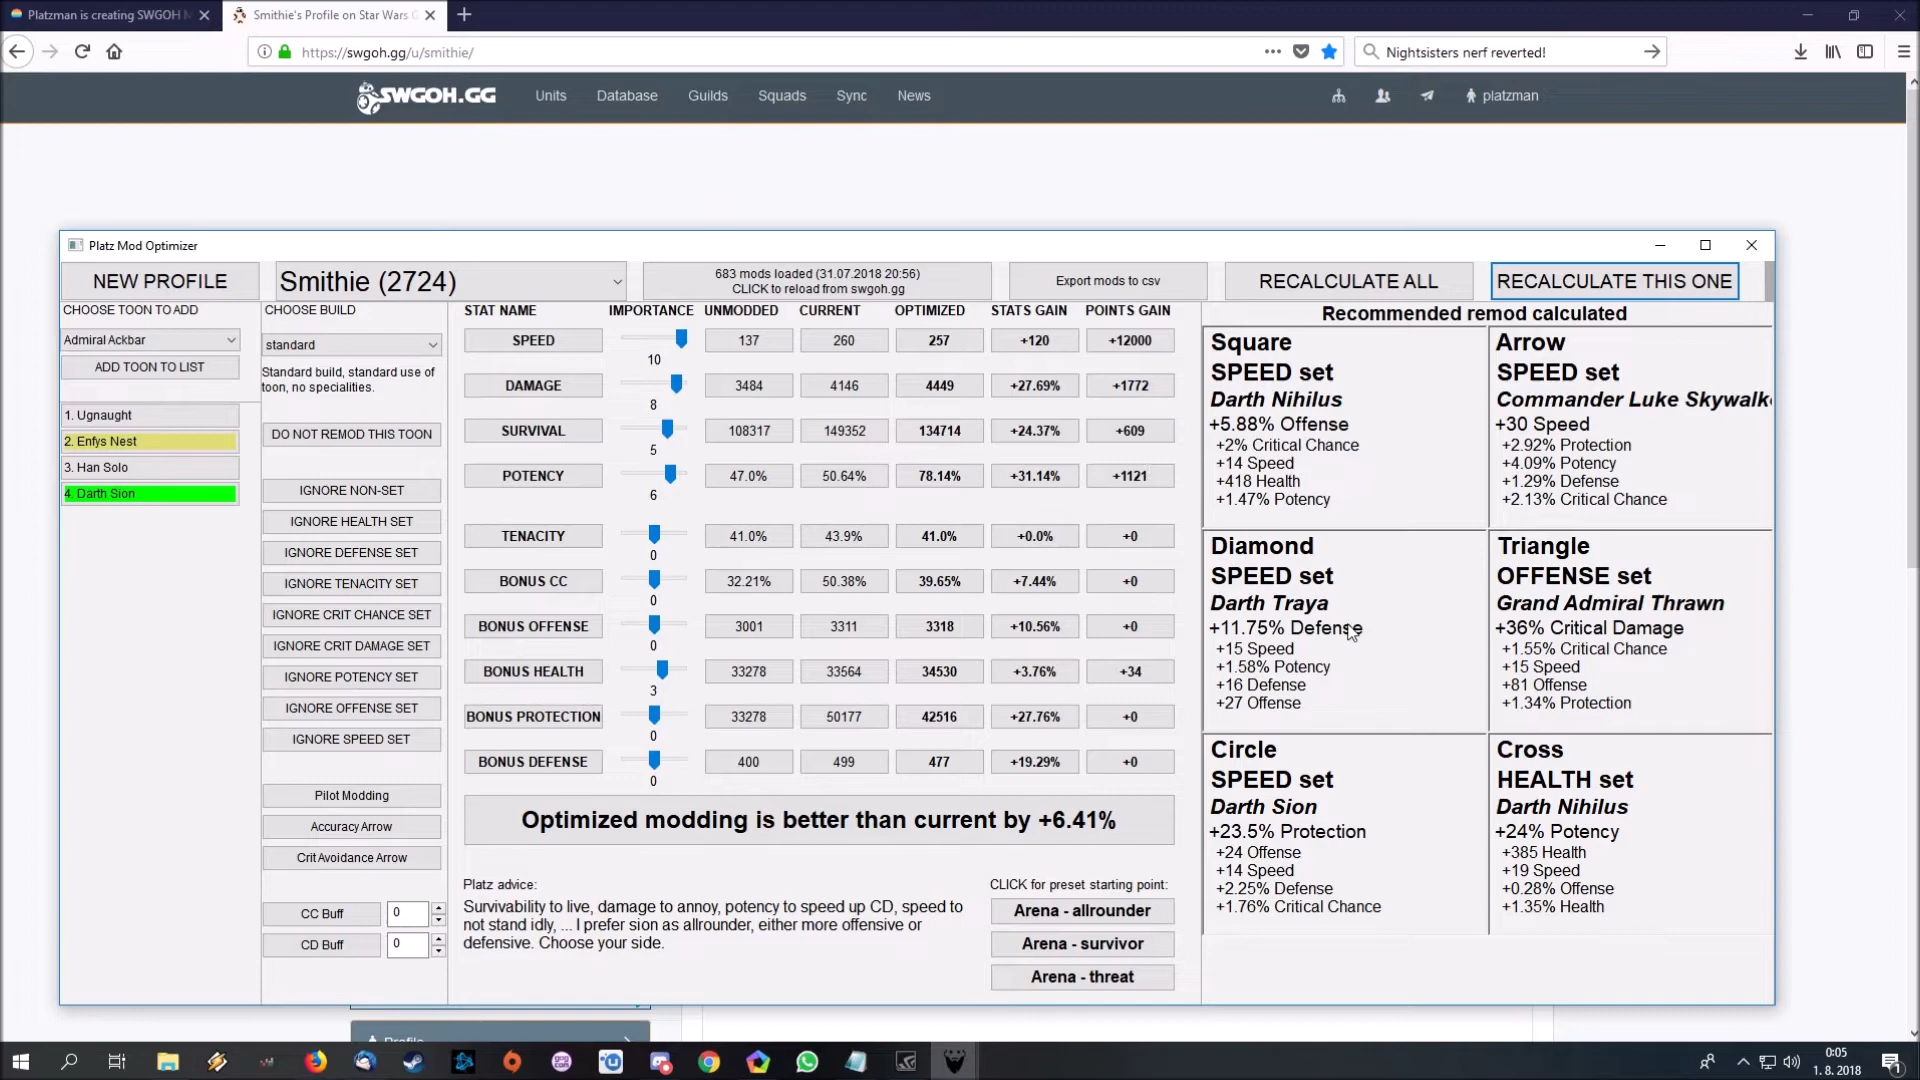 Platzman is creating SWGOH M
Smithie's Profile on Star Wars G
https://swgoh.gg/u/smithie/
Nightsisters nerf reverted!
SWGOH.GG
Units
Database
Guilds
Squads
Sync
News
platzman
Platz Mod Optimizer
NEW PROFILE
Smithie (2724)
683 mods loaded (31.07.2018 20:56)
CLICK to reload from swgoh.gg
Export mods to csv
RECALCULATE ALL
RECALCULATE THIS ONE
CHOOSE TOON TO ADD
Admiral Ackbar
ADD TOON TO LIST
1. Ugnaught
2. Enfys Nest
3. Han Solo
4. Darth Sion
CHOOSE BUILD
standard
Standard build, standard use of
toon, no specialities.
DO NOT REMOD THIS TOON
IGNORE NON-SET
IGNORE HEALTH SET
IGNORE DEFENSE SET
IGNORE TENACITY SET
IGNORE CRIT CHANCE SET
IGNORE CRIT DAMAGE SET
IGNORE POTENCY SET
IGNORE OFFENSE SET
IGNORE SPEED SET
Pilot Modding
Accuracy Arrow
Crit Avoidance Arrow
CC Buff 0
CD Buff 0
STAT NAME IMPORTANCE UNMODDED CURRENT OPTIMIZED STATS GAIN POINTS GAIN
SPEED 137 260 257 +120 +12000
10
DAMAGE 3484 4146 4449 +27.69% +1772
8
SURVIVAL 108317 149352 134714 +24.37% +609
5
POTENCY 47.0% 50.64% 78.14% +31.14% +1121
6
TENACITY 41.0% 43.9% 41.0% +0.0% +0
0
BONUS CC 32.21% 50.38% 39.65% +7.44% +0
0
BONUS OFFENSE 3001 3311 3318 +10.56% +0
0
BONUS HEALTH 33278 33564 34530 +3.76% +34
3
BONUS PROTECTION 33278 50177 42516 +27.76% +0
0
BONUS DEFENSE 400 499 477 +19.29% +0
0
Optimized modding is better than current by +6.41%
Platz advice:
Survivability to live, damage to annoy, potency to speed up CD, speed to
not stand idly, ... I prefer sion as allrounder, either more offensive or
defensive. Choose your side.
CLICK for preset starting point:
Arena - allrounder
Arena - survivor
Arena - threat
Recommended remod calculated
Square
SPEED set
Darth Nihilus
+5.88% Offense
+2% Critical Chance
+14 Speed
+418 Health
+1.47% Potency
Arrow
SPEED set
Commander Luke Skywalk
+30 Speed
+2.92% Protection
+4.09% Potency
+1.29% Defense
+2.13% Critical Chance
Diamond
SPEED set
Darth Traya
+11.75% Defense
+15 Speed
+1.58% Potency
+16 Defense
+27 Offense
Triangle
OFFENSE set
Grand Admiral Thrawn
+36% Critical Damage
+1.55% Critical Chance
+15 Speed
+81 Offense
+1.34% Protection
Circle
SPEED set
Darth Sion
+23.5% Protection
+24 Offense
+14 Speed
+2.25% Defense
+1.76% Critical Chance
Cross
HEALTH set
Darth Nihilus
+24% Potency
+385 Health
+19 Speed
+0.28% Offense
+1.35% Health
Profile
0:05
1. 8. 2018